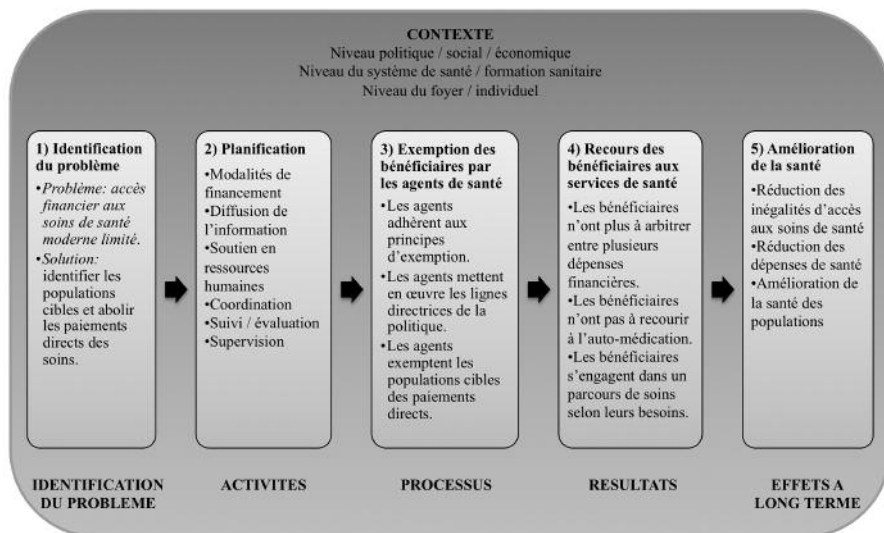 CONTEXTE
Niveau politique / social / économique
Niveau du système de santé / formation sanitaire
Niveau du foyer / individuel
1) Identification
du problème
•Problème: accès
financier aux
soins de santé
moderne limité.
•Solution:
identifier les
populations
cibles et abolir
les paiements
directs des
soins.
2) Planification
•Modalités de
financement
•Diffusion de
l'information
•Soutien en
ressources
humaines
•Coordination
•Suivi / évaluation
•Supervision
3) Exemption des
bénéficiaires par
les agents de santé
•Les agents
adhèrent aux
principes
d'exemption.
•Les agents mettent
en œuvre les lignes
directrices de la
politique.
•Les agents
exemptent les
populations cibles
des paiements
directs.
4) Recours des
bénéficiaires aux
services de santé
•Les bénéficiaires
n'ont plus à arbitrer
entre plusieurs
dépenses
financières.
•Les bénéficiaires
n'ont pas à recourir
à l'auto-médication.
•Les bénéficiaires
s'engagent dans un
parcours de soins
selon leurs besoins.
5) Amélioration
de la santé
•Réduction des
inégalités d'accès
aux soins de santé
•Réduction des
dépenses de santé
•Amélioration de
la santé des
populations
IDENTIFICATION
DU PROBLEME
ACTIVITES
PROCESSUS
RESULTATS
EFFETS A
LONG TERME